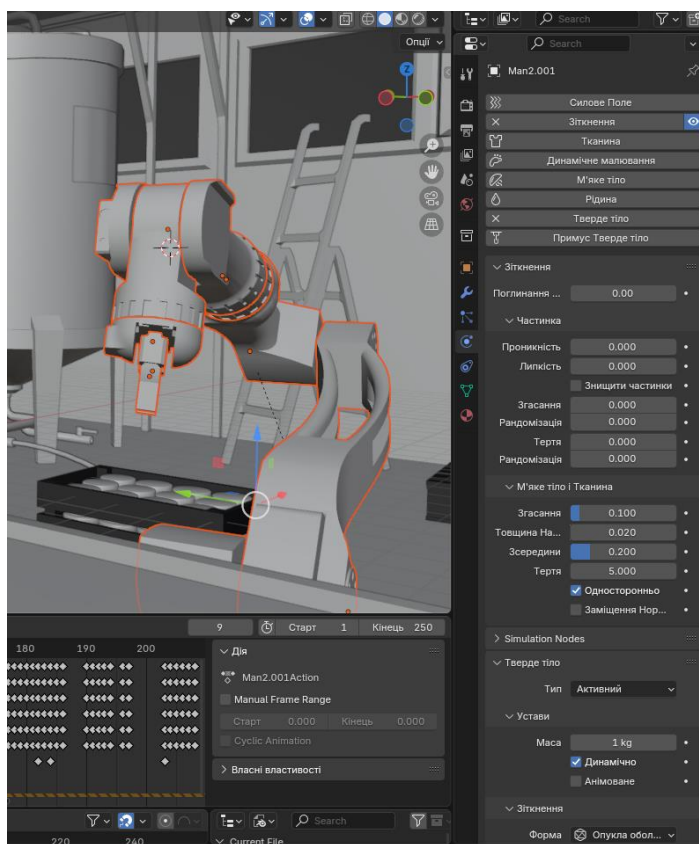 Search
Опції
Z
Search
Man2.001
Силове Поле
Зіткнення
Тканина
Динамічне малювання
М'яке тіло
Рідина
Тверде тіло
Примус Тверде тіло
Зіткнення
Поглинання ... 0.00
Частинка
Проникність 0.000
Липкість 0.000
Знищити частинки
Згасання 0.000
Рандомізація 0.000
Тертя 0.000
Рандомізація 0.000
М'яке тіло і Тканина
Згасання 0.100
Товщина На... 0.020
Зсередини 0.200
Тертя 5.000
Односторонньо
Заміщення Нор...
Simulation Nodes
Тверде тіло
Тип Активний
Устави
Маса 1 kg
Динамічно
Анімоване
Зіткнення
Форма Опукла обол...
9 Старт 1 Кінець 250
180 190 200
Дія
Man2.001Action
Manual Frame Range
Старт 0.000 Кінець 0.000
Cyclic Animation
Власні властивості
Search
220 240
Current File